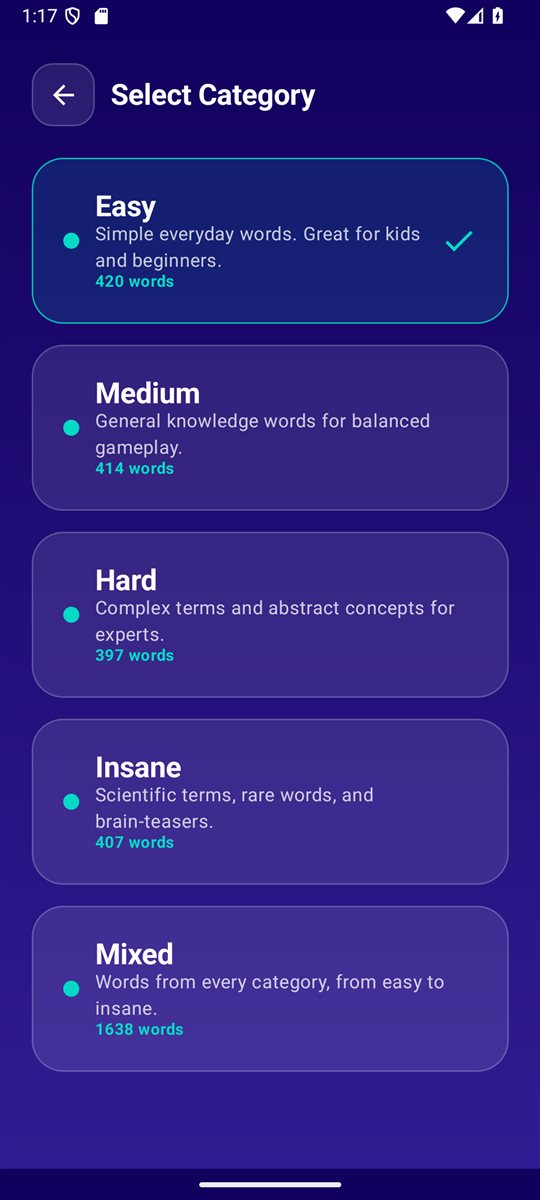 1:17
Select Category
Easy
Simple everyday words. Great for kids
and beginners.
420 words
Medium
General knowledge words for balanced
gameplay.
414 words
Hard
Complex terms and abstract concepts for
experts.
397 words
Insane
Scientific terms, rare words, and
brain-teasers.
407 words
Mixed
Words from every category, from easy to
insane.
1638 words